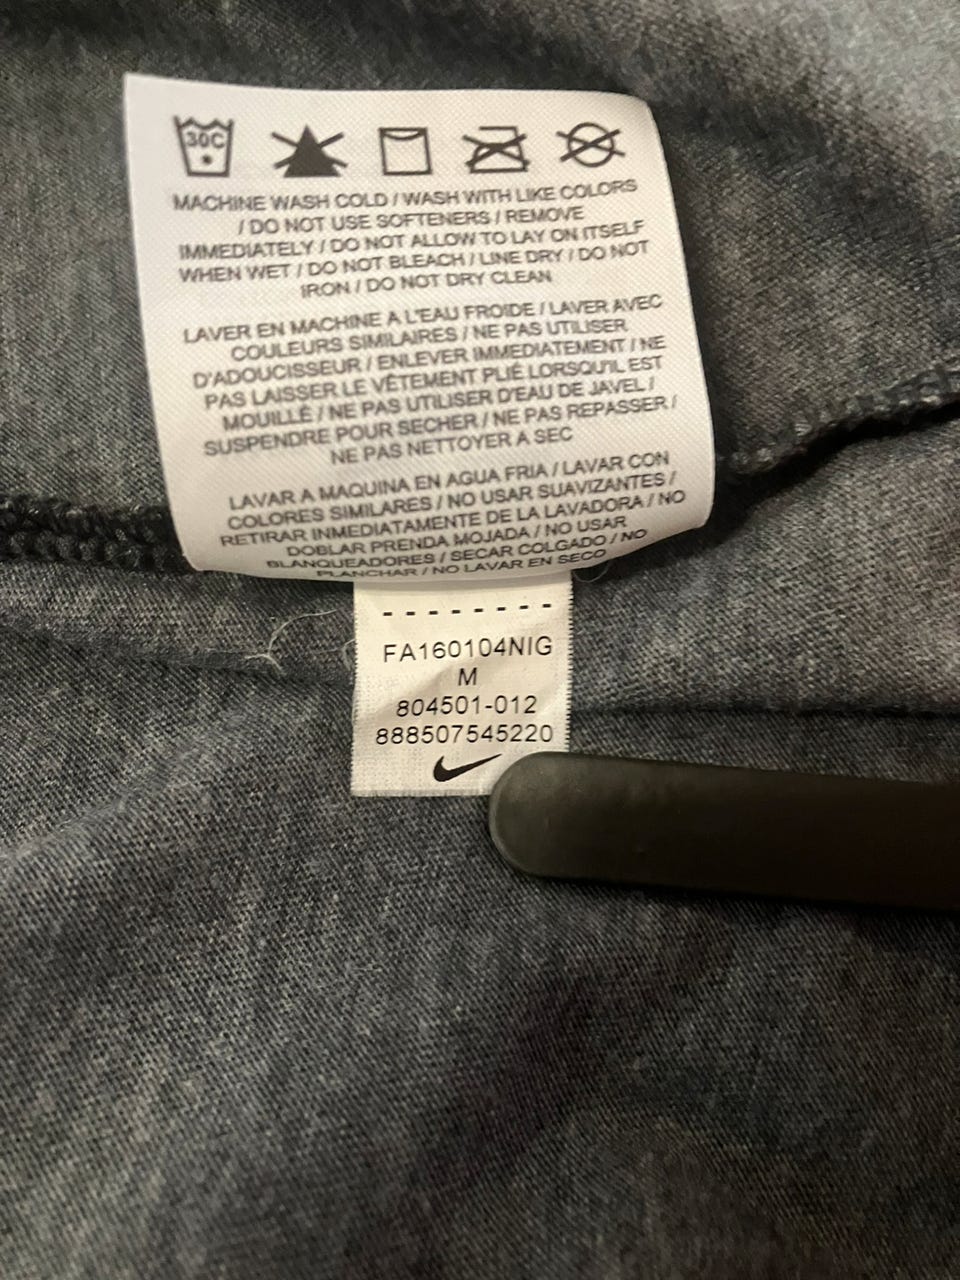 30C
MACHINE WASH COLD / WASH WITH LIKE COLORS
/ DO NOT USE SOFTENERS / REMOVE
IMMEDIATELY / DO NOT ALLOW TO LAY ON ITSELF
WHEN WET / DO NOT BLEACH / LINE DRY / DO NOT
IRON / DO NOT DRY CLEAN
LAVER EN MACHINE A L'EAU FROIDE / LAVER AVEC
COULEURS SIMILAIRES / NE PAS UTILISER
D'ADOUCISSEUR / ENLEVER IMMEDIATEMENT / NE
PAS LAISSER LE VÊTEMENT PLIÉ LORSQU'IL EST
MOUILLÉ / NE PAS UTILISER D'EAU DE JAVEL /
SUSPENDRE POUR SECHER / NE PAS REPASSER /
NE PAS NETTOYER A SEC
LAVAR A MAQUINA EN AGUA FRIA / LAVAR CON
COLORES SIMILARES / NO USAR SUAVIZANTES /
RETIRAR INMEDIATAMENTE DE LA LAVADORA / NO
DOBLAR PRENDA MOJADA / NO USAR
BLANQUEADORES / SECAR COLGADO / NO
PLANCHAR / NO LAVAR EN SECO
FA160104NIG
M
804501-012
888507545220